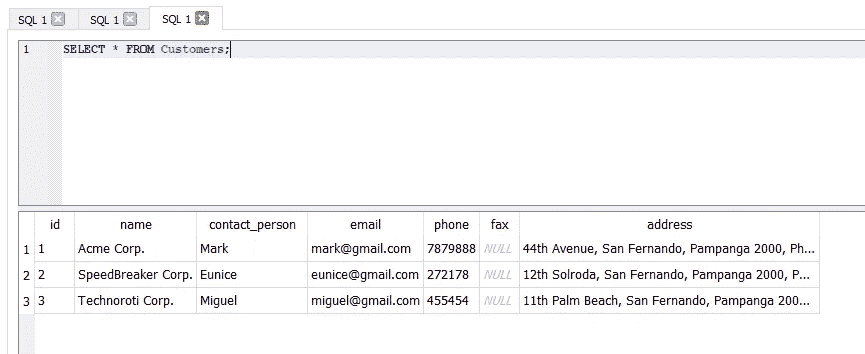 SQL 1 SQL 1 SQL 1
1 SELECT * FROM Customers;
id name contact_person email phone fax address
1 1 Acme Corp. Mark mark@gmail.com 7879888 NULL 44th Avenue, San Fernando, Pampanga 2000, Ph...
2 2 SpeedBreaker Corp. Eunice eunice@gmail.com 272178 NULL 12th Solroda, San Fernando, Pampanga 2000, P...
3 3 Technoroti Corp. Miguel miguel@gmail.com 455454 NULL 11th Palm Beach, San Fernando, Pampanga 200...